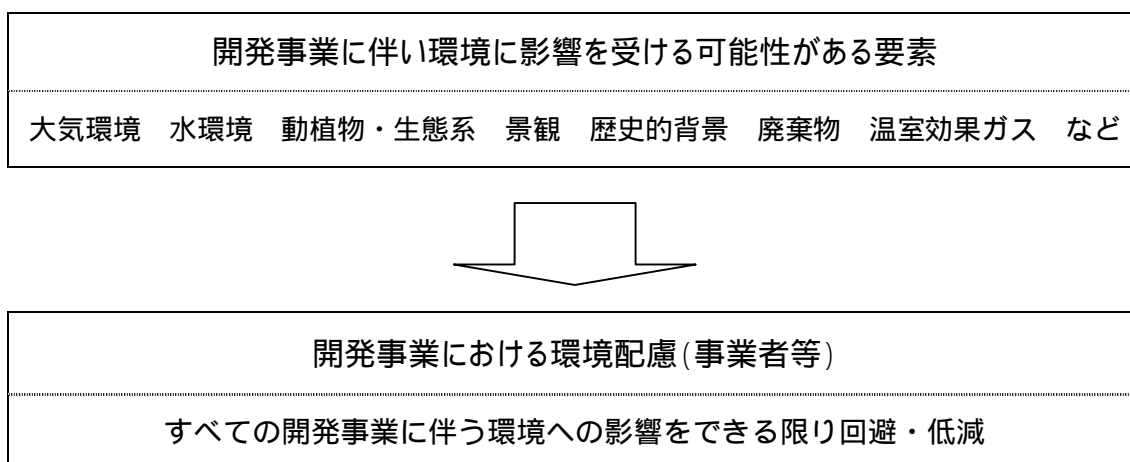 開発事業に伴い環境に影響を受ける可能性がある要素
大気環境　水環境　動植物・生態系　景観　歴史的背景　廃棄物　温室効果ガス　など
開発事業における環境配慮(事業者等)
すべての開発事業に伴う環境への影響をできる限り回避・低減